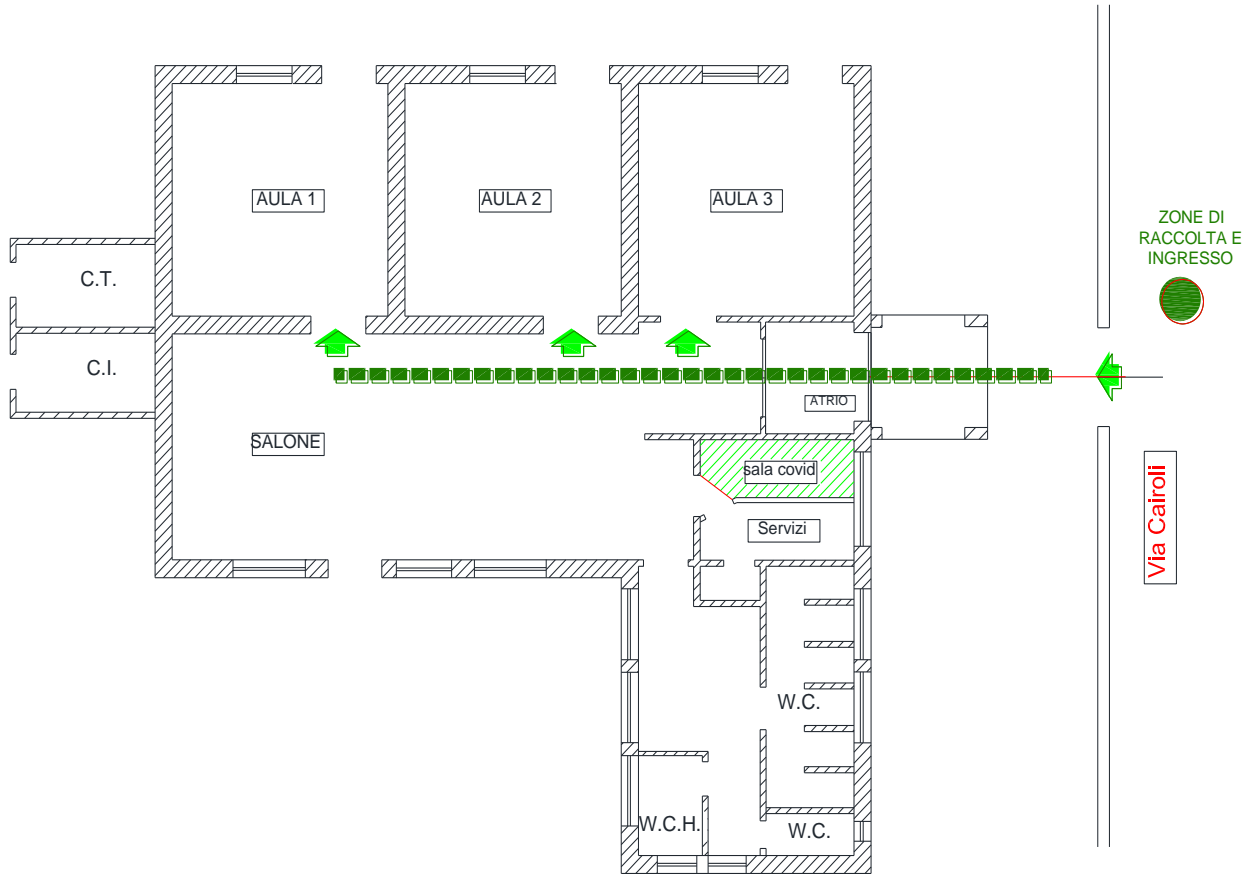 AULA 1
AULA 2
AULA 3
ZONE DI
RACCOLTA E
INGRESSO
C.T.
C.I.
ATRIO
SALONE
sala covid
Servizi
Via Cairoli
W.C.
W.C.H.
W.C.